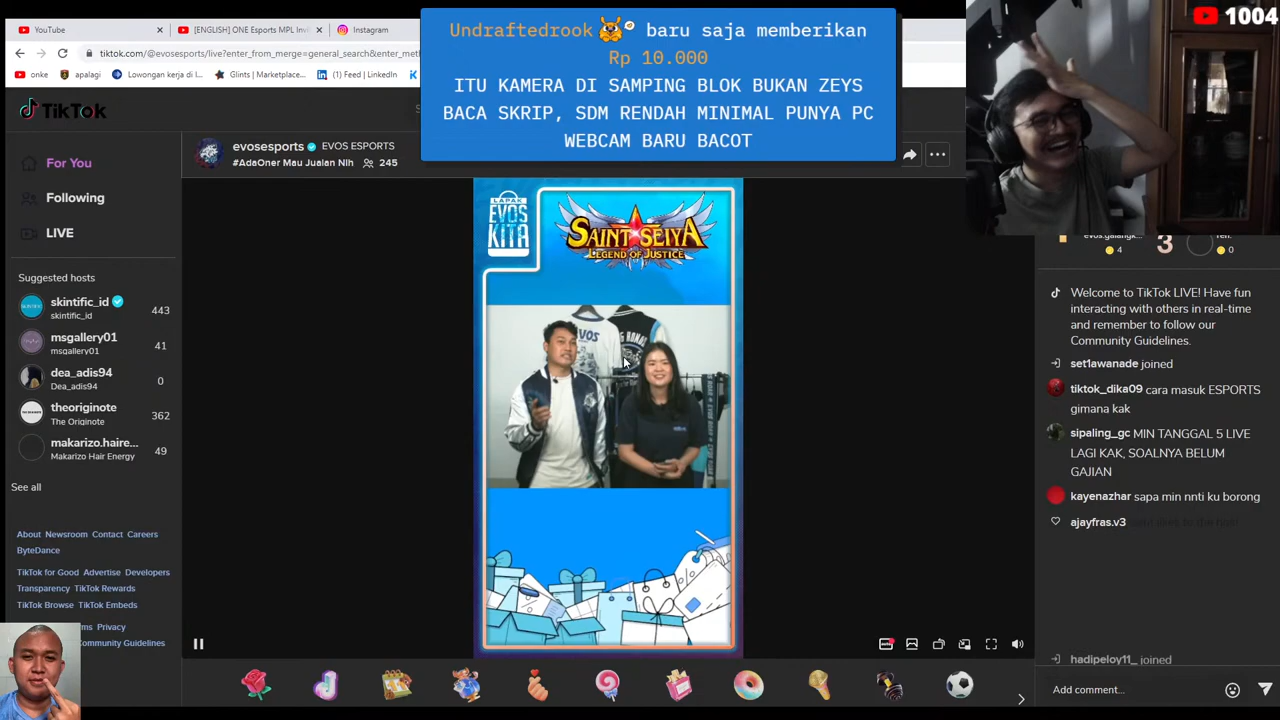 YouTube
[ENGLISH] ONE Esports MPL Invi
Instagram
tiktok.com/@evosesports/live?enter_from_merge=general_search&enter_met
onke
apalagi
Lowongan kerja di I...
Glints | Marketplace...
(1) Feed | LinkedIn
Undraftedrook baru saja memberikan
Rp 10.000
ITU KAMERA DI SAMPING BLOK BUKAN ZEYS
BACA SKRIP, SDM RENDAH MINIMAL PUNYA PC
WEBCAM BARU BACOT
1004
TikTok
For You
Following
LIVE
Suggested hosts
skintific_id
skintific_id
443
msgallery01
msgallery01
41
dea_adis94
Dea_adis94
0
theoriginote
The Originote
362
makarizo.haire...
Makarizo Hair Energy
49
See all
About Newsroom Contact Careers
ByteDance
TikTok for Good Advertise Developers
Transparency TikTok Rewards
TikTok Browse TikTok Embeds
Privacy
Community Guidelines
evosesports EVOS ESPORTS
#AdaOner Mau Jualan NIh 245
LAPAK
EVOS
KITA
SAINT SEIYA
LEGEND OF JUSTICE
4
3
0
Welcome to TikTok LIVE! Have fun
interacting with others in real-time
and remember to follow our
Community Guidelines.
set1awanade joined
tiktok_dika09 cara masuk ESPORTS
gimana kak
sipaling_gc MIN TANGGAL 5 LIVE
LAGI KAK, SOALNYA BELUM
GAJIAN
kayenazhar sapa min nnti ku borong
ajayfras.v3
hadipeloy11_ joined
Add comment...